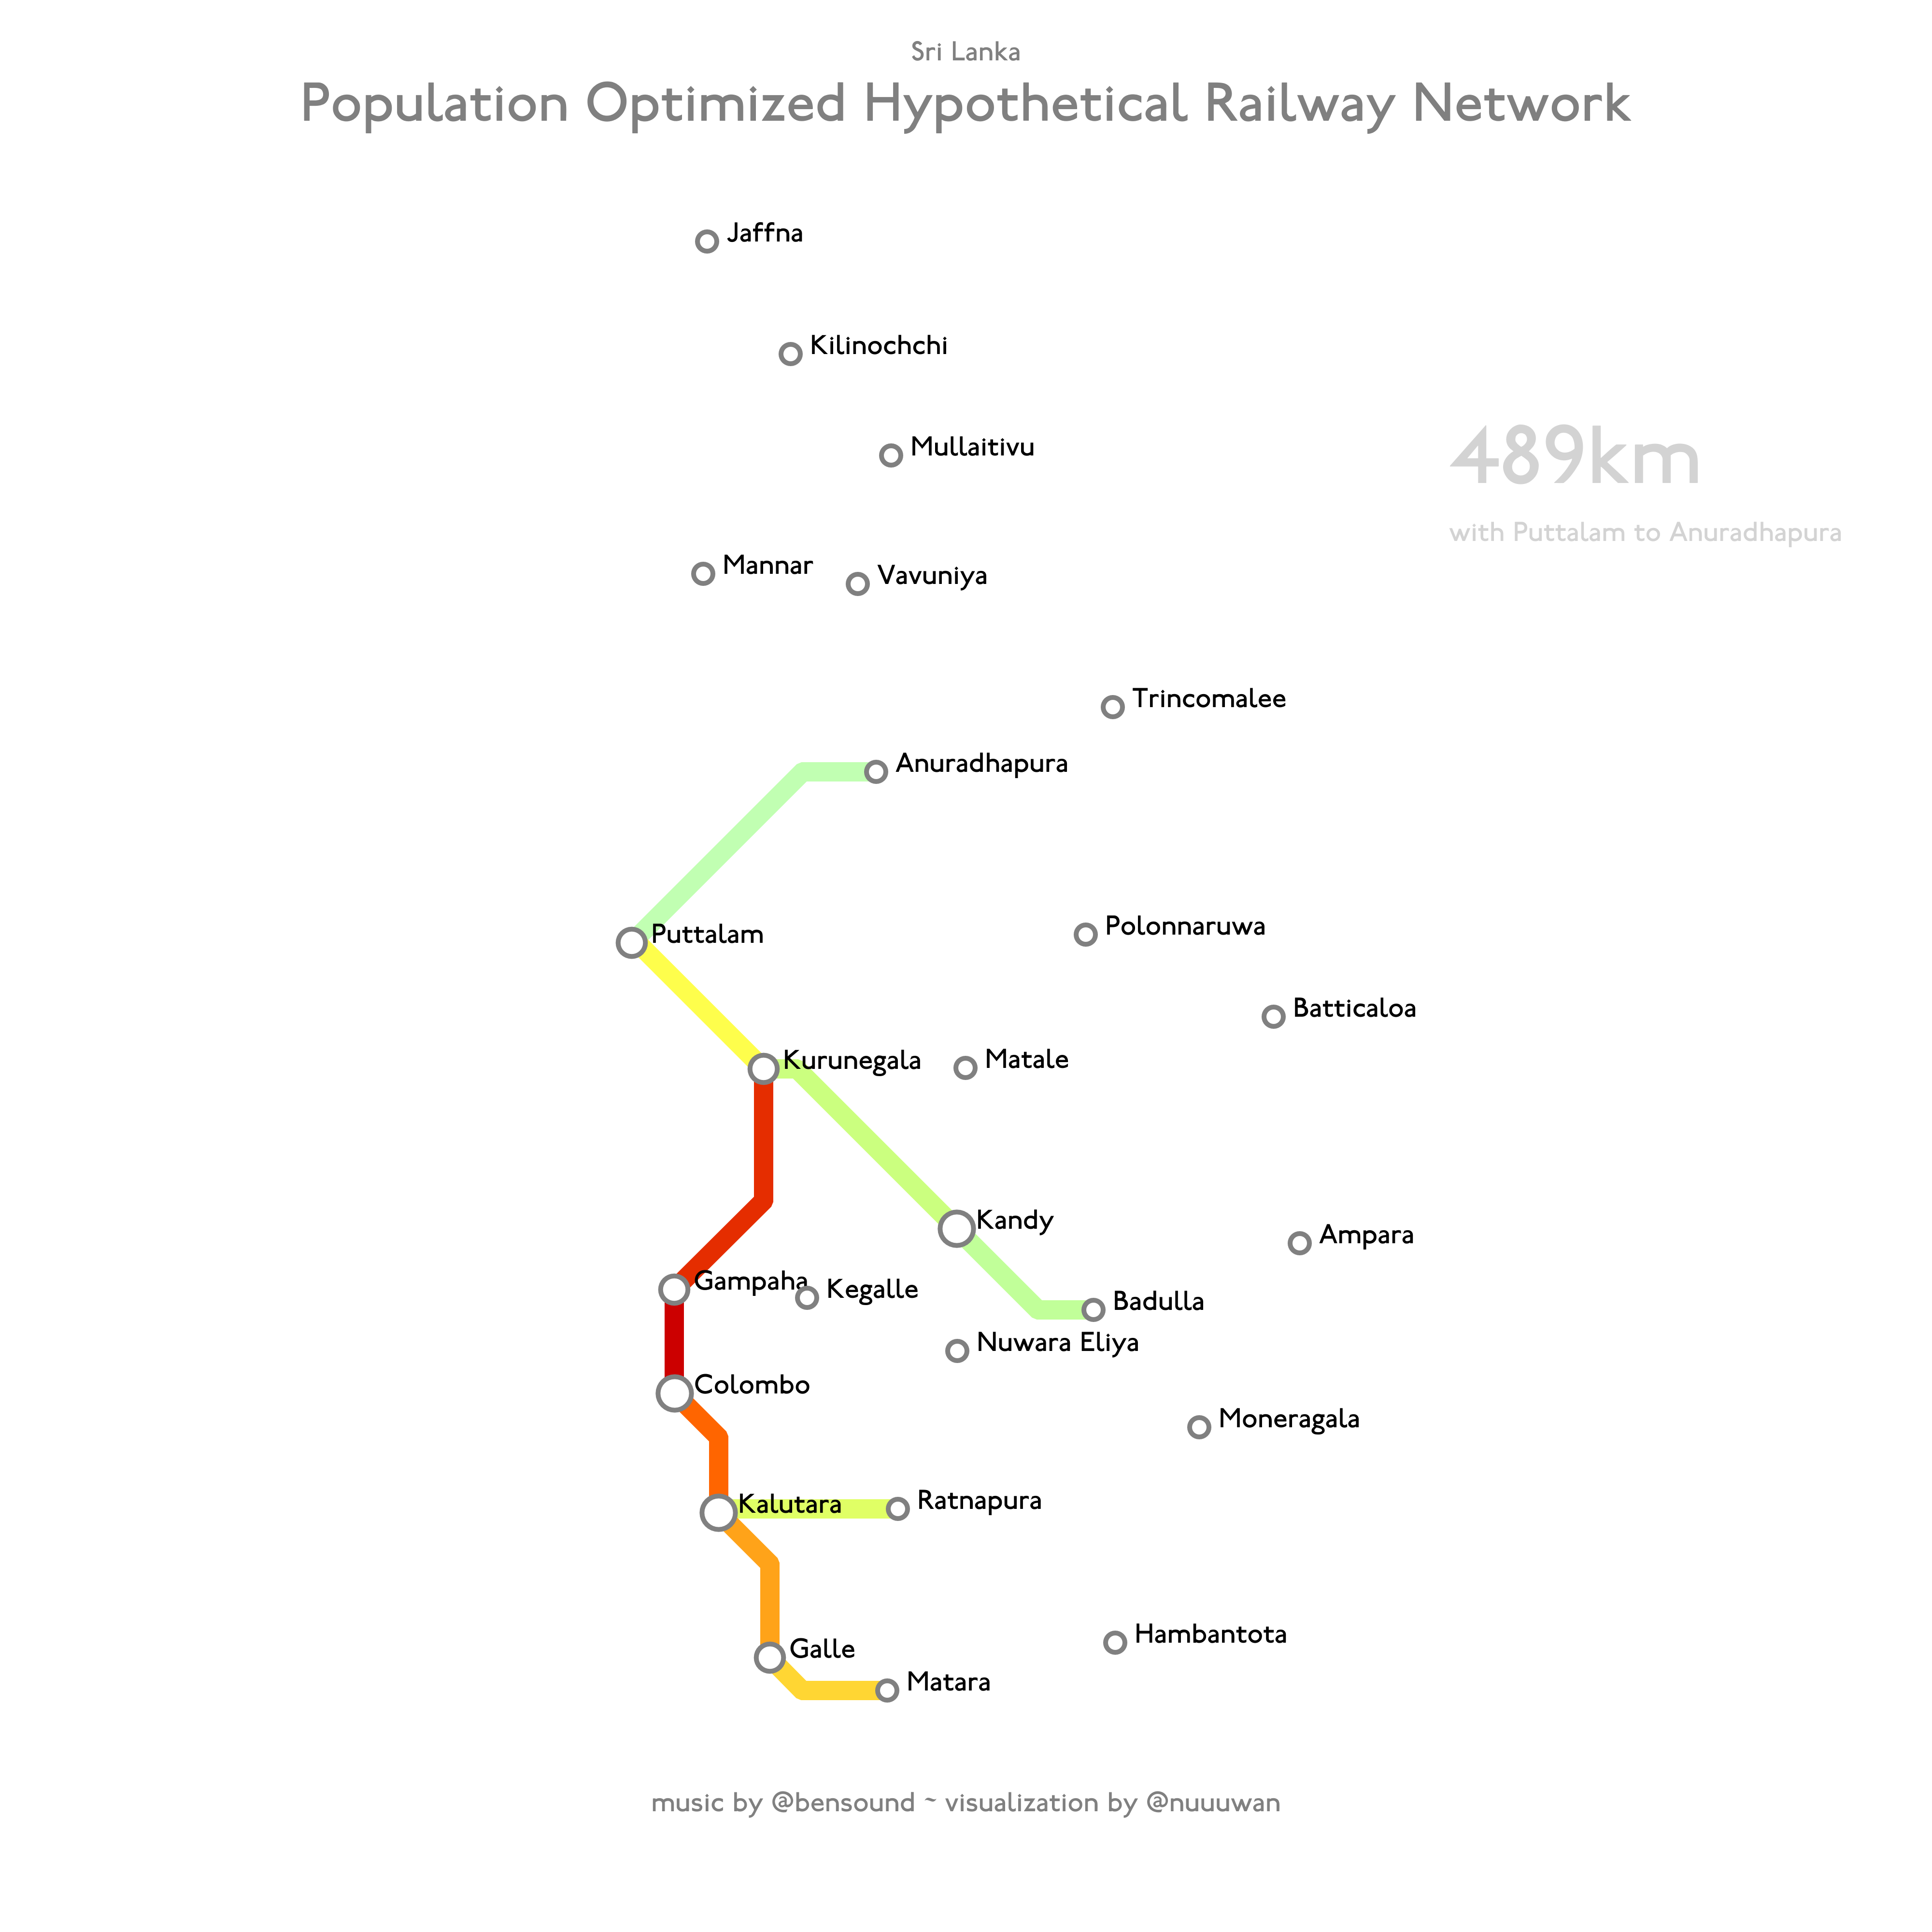 Sri Lanka
Population Optimized Hypothetical Railway Network
Jaffna
Kilinochchi
Mullaitivu
489km
with Puttalam to Anuradhapura
Mannar
Vavuniya
Trincomalee
Anuradhapura
Puttalam
Polonnaruwa
Batticaloa
Kurunegala
Matale
Kandy
Ampara
Gampaha
Kegalle
Badulla
Nuwara Eliya
Colombo
Moneragala
Kalutara
Ratnapura
Hambantota
Galle
Matara
music by @bensound ~ visualization by @nuuuwan